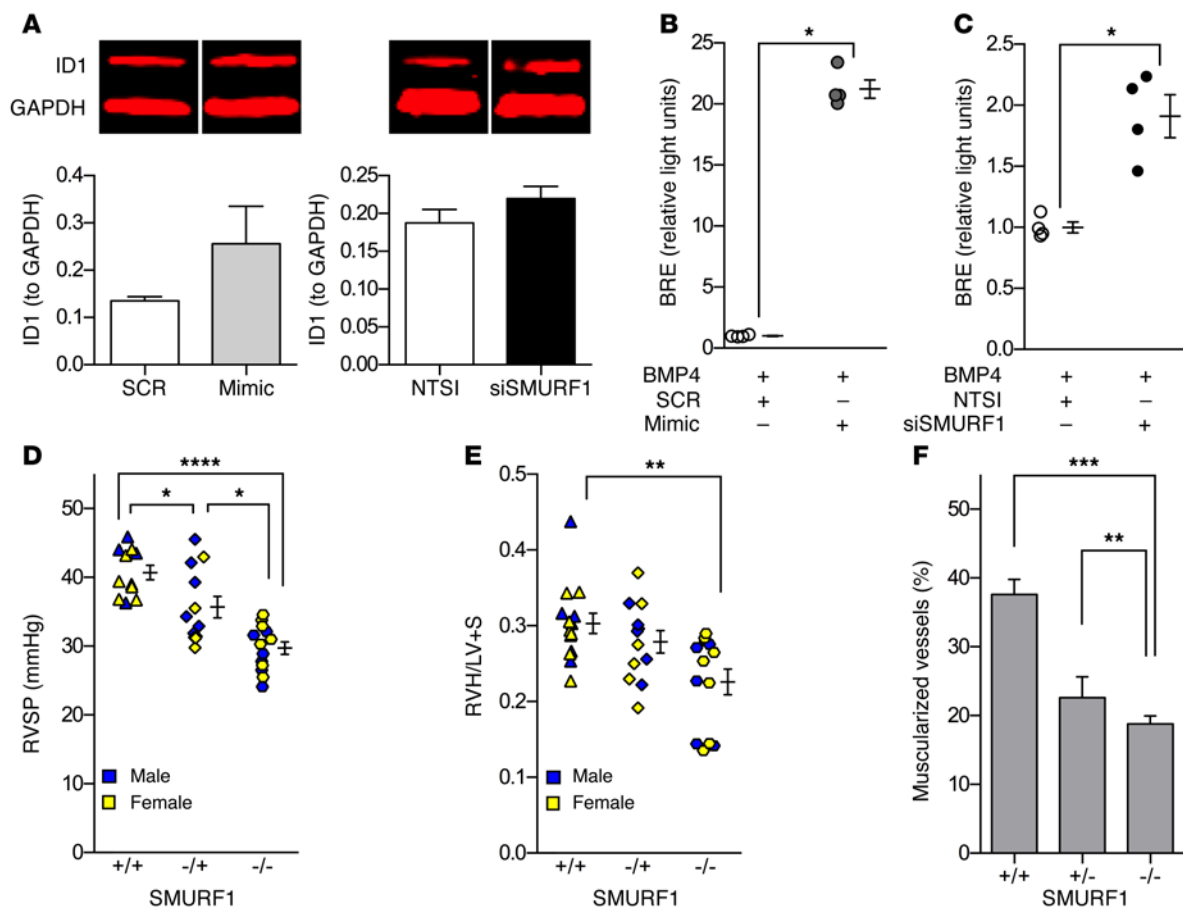 A
ID1
GAPDH
ID1 (to GAPDH)
0.4
0.3
0.2
0.1
0.0
SCR
Mimic
ID1 (to GAPDH)
0.25
0.20
0.15
0.10
0.05
0.00
NTSI
siSMURF1
B
*
BRE (relative light units)
25
20
15
10
5
0
BMP4 + +
SCR + −
Mimic − +
C
*
BRE (relative light units)
2.5
2.0
1.5
1.0
0.5
0.0
BMP4 + +
NTSI + −
siSMURF1 − +
D
****
* *
RVSP (mmHg)
50
40
30
20
10
0
Male
Female
+/+ -/+ -/-
SMURF1
E
**
RVH/LV+S
0.5
0.4
0.3
0.2
0.1
0.0
Male
Female
+/+ -/+ -/-
SMURF1
F
***
**
Muscularized vessels (%)
50
40
30
20
10
0
+/+ +/- -/-
SMURF1